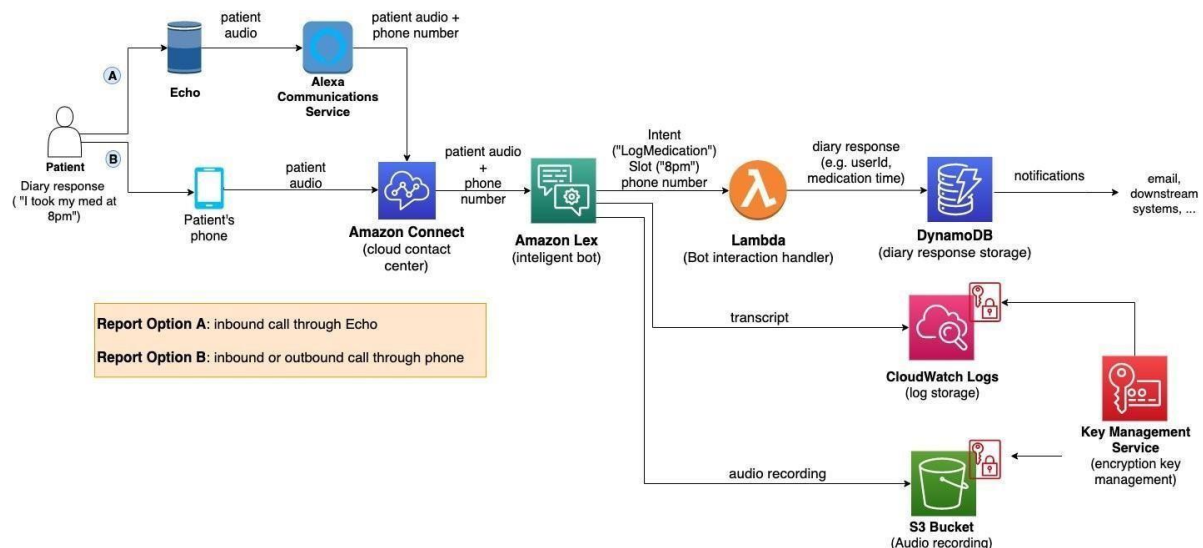 patient
audio
patient audio +
phone number
A
Echo
Alexa
Communications
Service
Patient
Diary response
( "I took my med at
8pm")
B
patient
audio
Patient's
phone
Amazon Connect
(cloud contact
center)
patient audio
+
phone
number
Amazon Lex
(inteligent bot)
Intent
("LogMedication")
Slot ("8pm")
phone number
Lambda
(Bot interaction handler)
diary response
(e.g. userId,
medication time)
DynamoDB
(diary response storage)
notifications
email,
downstream
systems, ...
Report Option A: inbound call through Echo
Report Option B: inbound or outbound call through phone
transcript
CloudWatch Logs
(log storage)
Key Management
Service
(encryption key
management)
audio recording
S3 Bucket
(Audio recording)